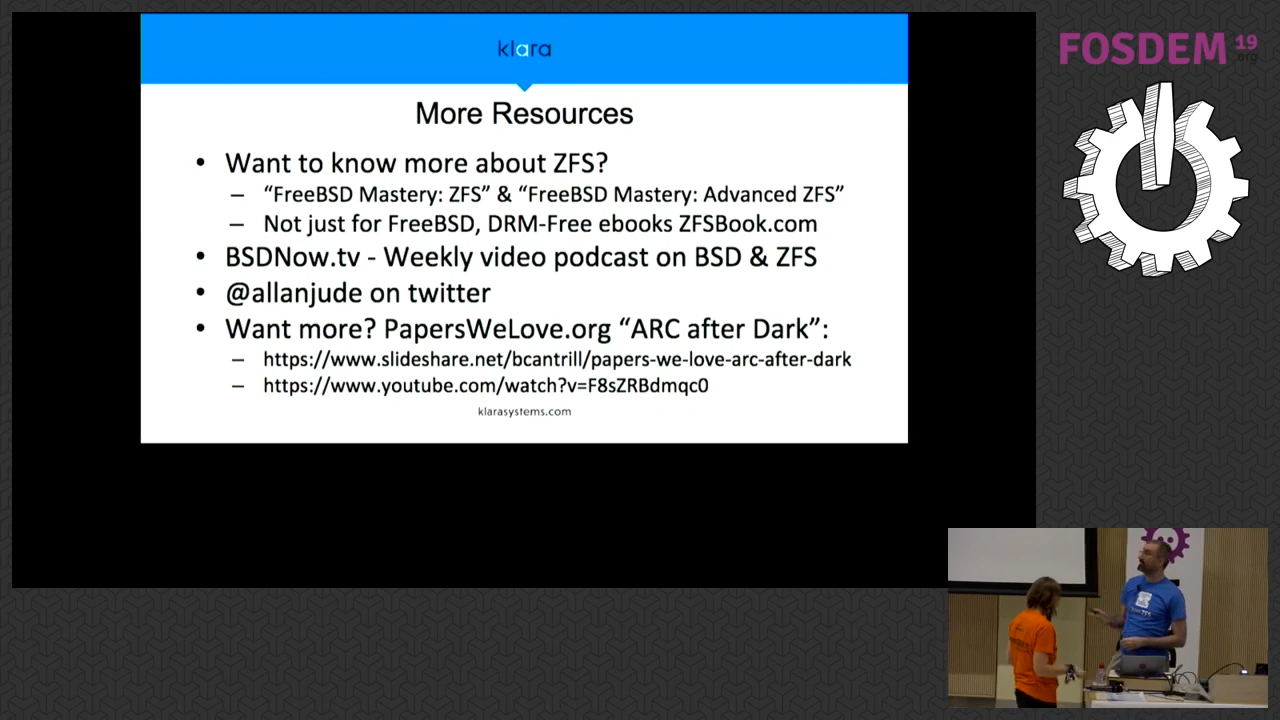 klara
FOSDEM 19
.org
More Resources
• Want to know more about ZFS?
– “FreeBSD Mastery: ZFS” & “FreeBSD Mastery: Advanced ZFS”
– Not just for FreeBSD, DRM-Free ebooks ZFSBook.com
• BSDNow.tv - Weekly video podcast on BSD & ZFS
• @allanjude on twitter
• Want more? PapersWeLove.org “ARC after Dark”:
– https://www.slideshare.net/bcantrill/papers-we-love-arc-after-dark
– https://www.youtube.com/watch?v=F8sZRBdmqc0
klarasystems.com